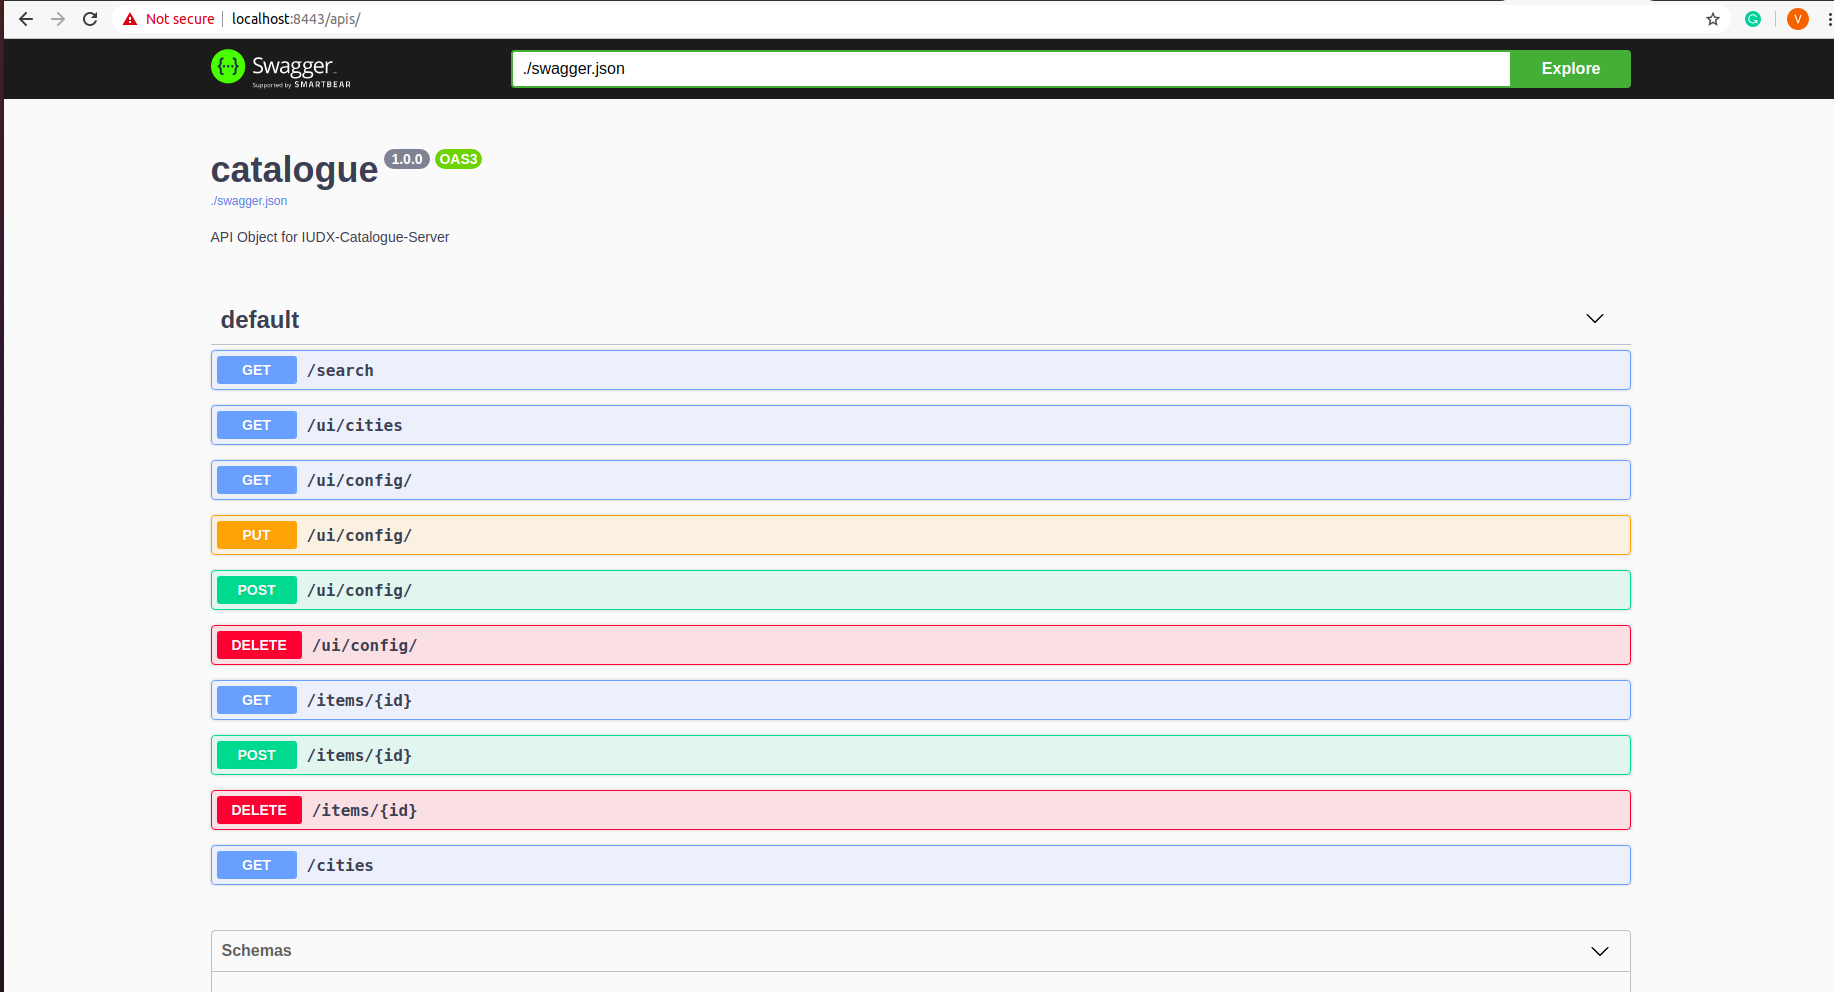 Not secure localhost:8443/apis/ V
{···} Swagger. ./swagger.json Explore
Supported by SMARTBEAR
catalogue 1.0.0 OAS3
./swagger.json
API Object for IUDX-Catalogue-Server
default
GET /search
GET /ui/cities
GET /ui/config/
PUT /ui/config/
POST /ui/config/
DELETE /ui/config/
GET /items/{id}
POST /items/{id}
DELETE /items/{id}
GET /cities
Schemas